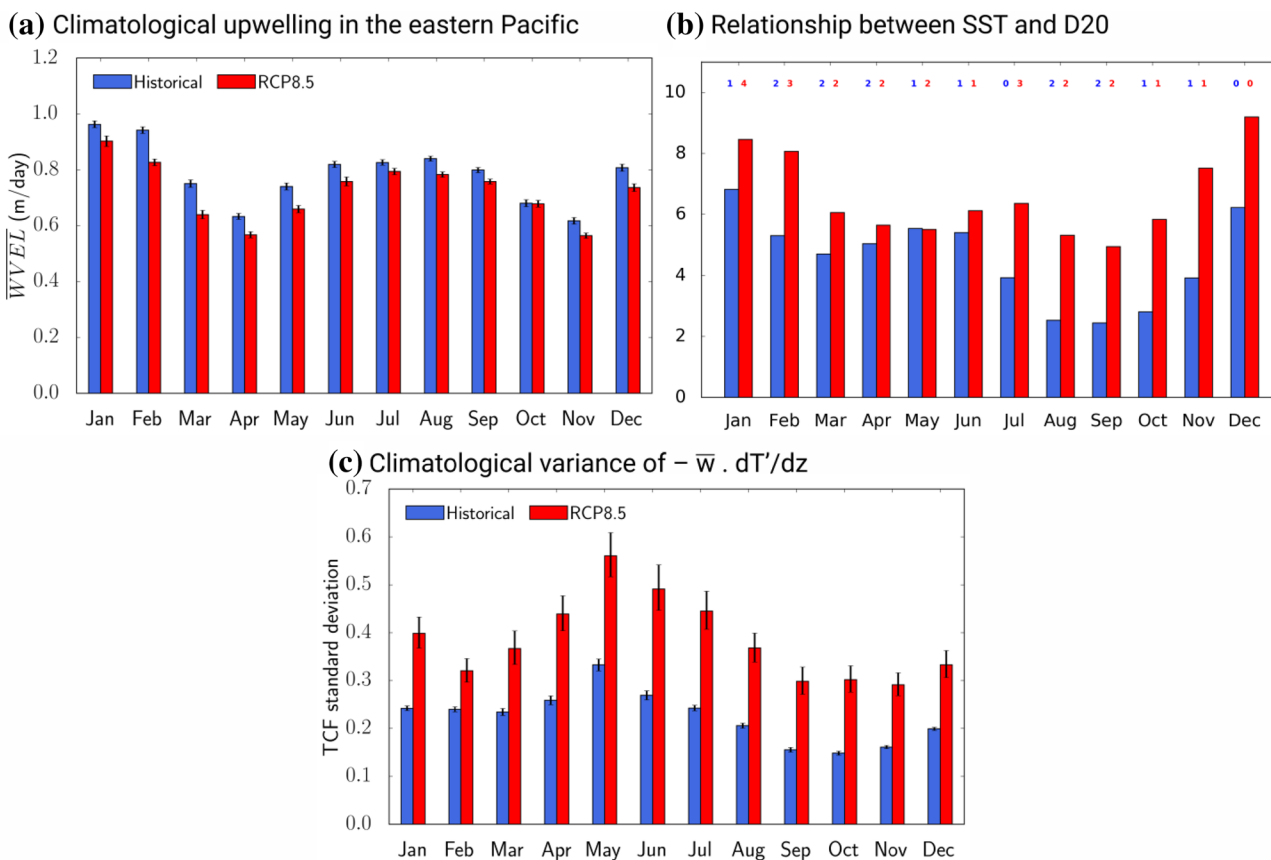 (a) Climatological upwelling in the eastern Pacific
1.2
1.0
0.8
0.6
0.4
0.2
0.0
WVEL (m/day)
Historical RCP8.5
Jan Feb Mar Apr May Jun Jul Aug Sep Oct Nov Dec
(b) Relationship between SST and D20
10
8
6
4
2
0
1 4 2 3 2 2 2 2 1 2 1 1 0 3 2 2 2 2 1 1 1 1 0 0
Jan Feb Mar Apr May Jun Jul Aug Sep Oct Nov Dec
(c) Climatological variance of – w̅ . dT'/dz
0.7
0.6
0.5
0.4
0.3
0.2
0.1
0.0
TCF standard deviation
Historical RCP8.5
Jan Feb Mar Apr May Jun Jul Aug Sep Oct Nov Dec